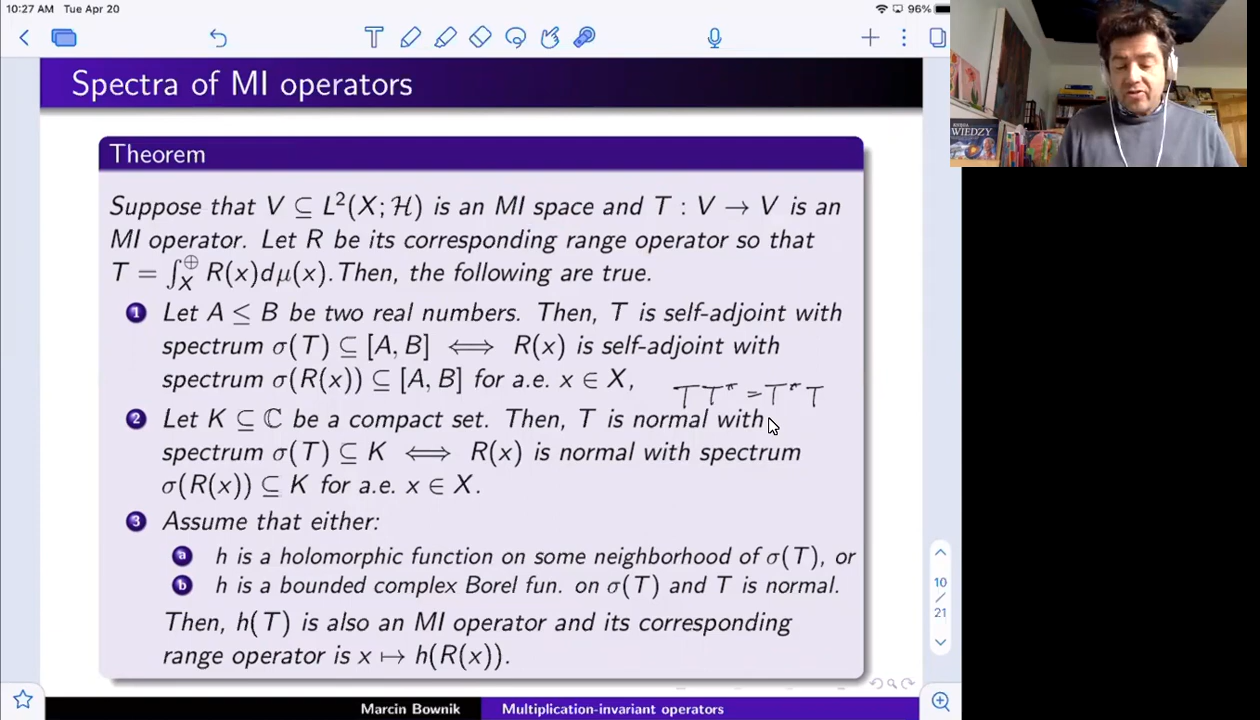 10:27 AM Tue Apr 20
96%
Spectra of MI operators
Theorem
Suppose that V ⊆ L²(X; ℋ) is an MI space and T : V → V is an
MI operator. Let R be its corresponding range operator so that
T = ∫_X^⊕ R(x)dμ(x).Then, the following are true.
1 Let A ≤ B be two real numbers. Then, T is self-adjoint with
spectrum σ(T) ⊆ [A, B] ⟺ R(x) is self-adjoint with
spectrum σ(R(x)) ⊆ [A, B] for a.e. x ∈ X,
TT* = T*T
2 Let K ⊆ ℂ be a compact set. Then, T is normal with
spectrum σ(T) ⊆ K ⟺ R(x) is normal with spectrum
σ(R(x)) ⊆ K for a.e. x ∈ X.
3 Assume that either:
a h is a holomorphic function on some neighborhood of σ(T), or
b h is a bounded complex Borel fun. on σ(T) and T is normal.
Then, h(T) is also an MI operator and its corresponding
range operator is x ↦ h(R(x)).
10
/
21
Marcin Bownik Multiplication-invariant operators
WIEDZY